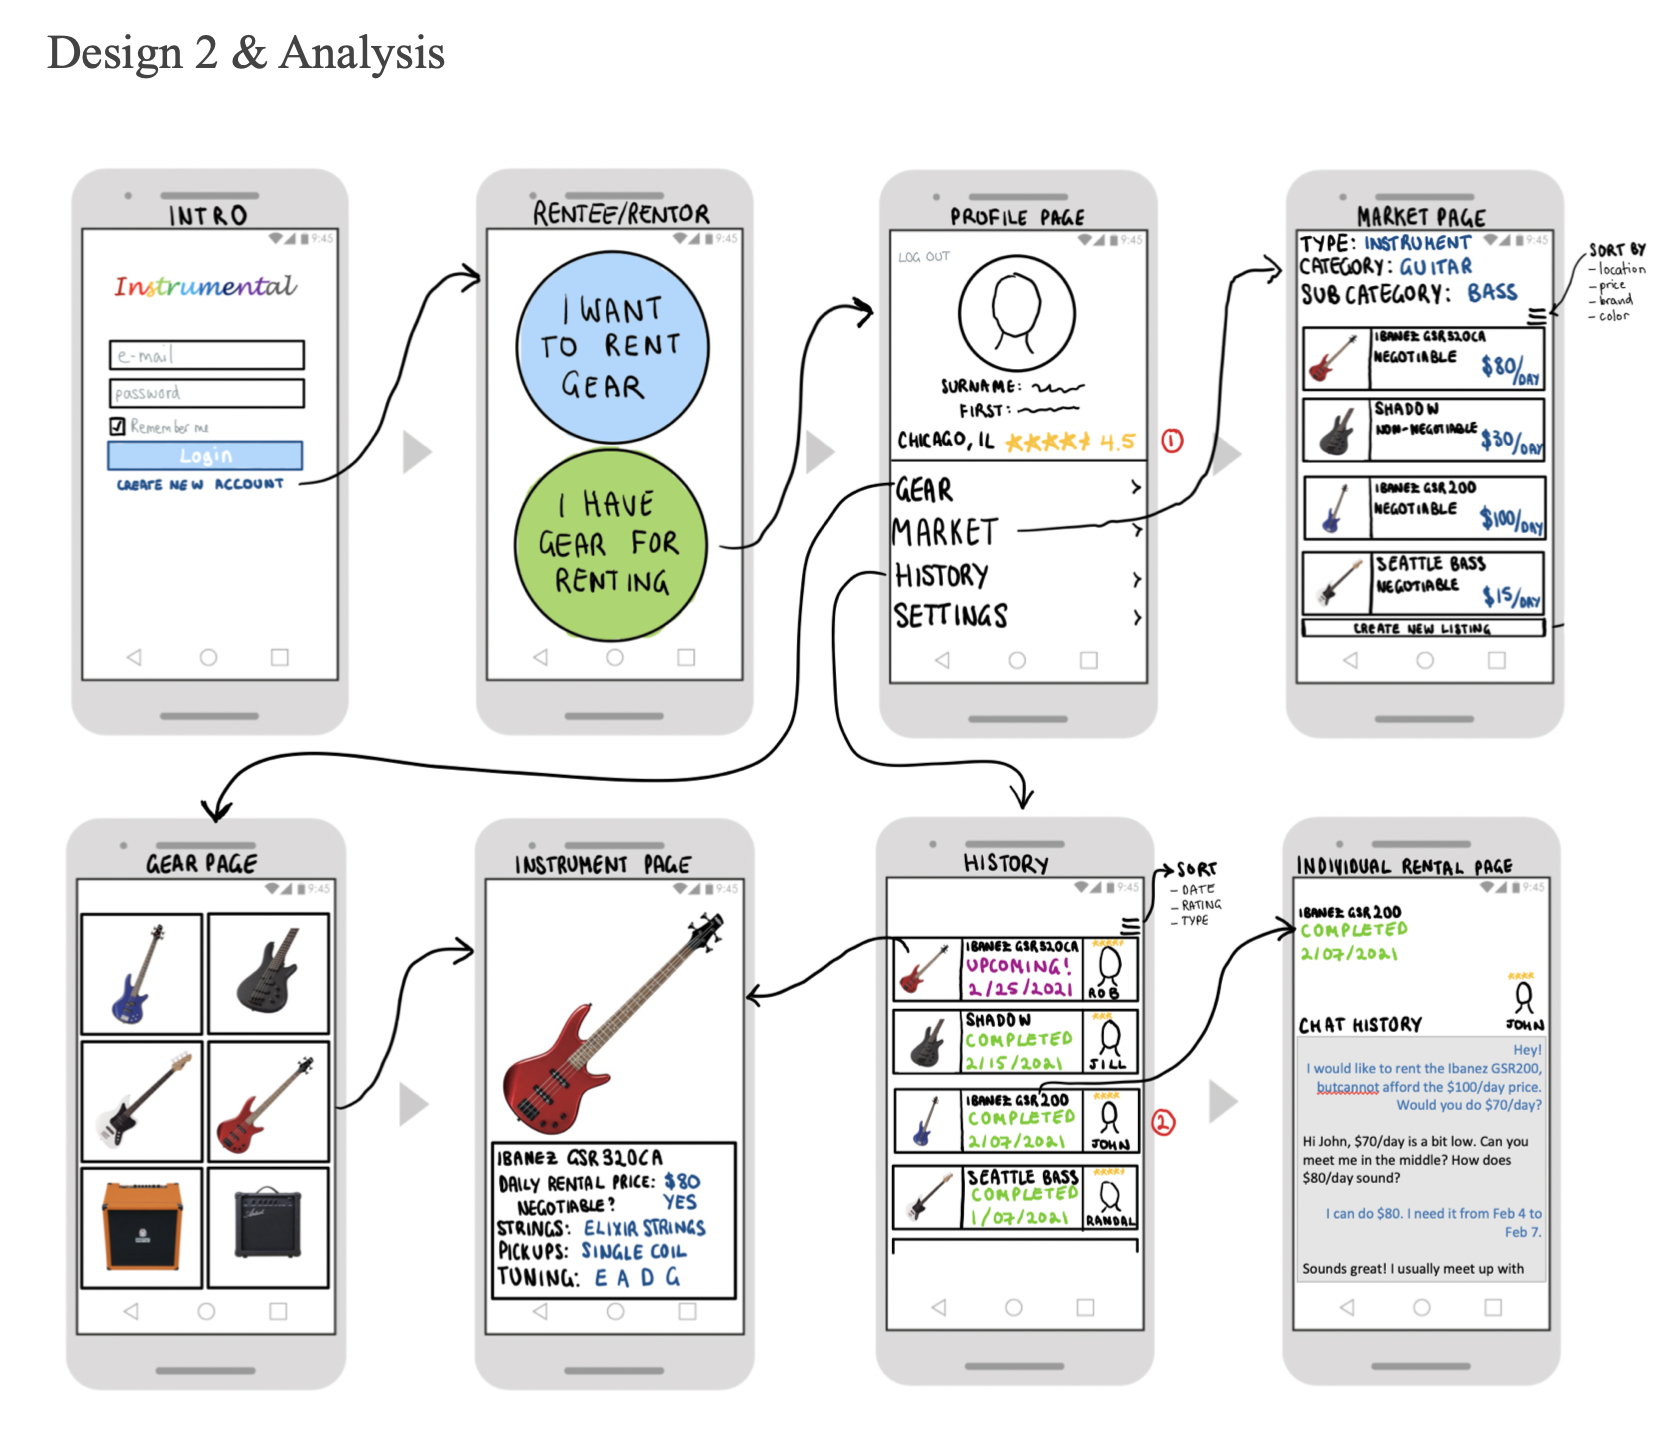 Design 2 & Analysis
INTRO
9:45
Instrumental
e-mail
password
Remember me
Login
CREATE NEW ACCOUNT
RENTEE/RENTOR
9:45
I WANT
TO RENT
GEAR
I HAVE
GEAR FOR
RENTING
PROFILE PAGE
9:45
LOG OUT
SURNAME:
FIRST:
CHICAGO, IL 4.5
1
GEAR >
MARKET >
HISTORY >
SETTINGS >
MARKET PAGE
9:45
TYPE: INSTRUMENT
CATEGORY: GUITAR
SUB CATEGORY: BASS
SORT BY
- location
- price
- brand
- color
IBANEZ GSR320CA
NEGOTIABLE
$80/DAY
SHADOW
NON-NEGOTIABLE
$30/DAY
IBANEZ GSR200
NEGOTIABLE
$100/DAY
SEATTLE BASS
NEGOTIABLE
$15/DAY
CREATE NEW LISTING
GEAR PAGE
9:45
INSTRUMENT PAGE
9:45
IBANEZ GSR320CA
DAILY RENTAL PRICE: $80
NEGOTIABLE? YES
STRINGS: ELIXIR STRINGS
PICKUPS: SINGLE COIL
TUNING: E A D G
HISTORY
9:45
SORT
- DATE
- RATING
- TYPE
IBANEZ GSR320CA
UPCOMING!
2/25/2021
ROB
SHADOW
COMPLETED
2/15/2021
JILL
IBANEZ GSR200
COMPLETED
2/07/2021
JOHN
2
SEATTLE BASS
COMPLETED
1/07/2021
RANDAL
INDIVIDUAL RENTAL PAGE
9:45
IBANEZ GSR200
COMPLETED
2/07/2021
JOHN
CHAT HISTORY
Hey!
I would like to rent the Ibanez GSR200,
butcannot afford the $100/day price.
Would you do $70/day?
Hi John, $70/day is a bit low. Can you
meet me in the middle? How does
$80/day sound?
I can do $80. I need it from Feb 4 to
Feb 7.
Sounds great! I usually meet up with